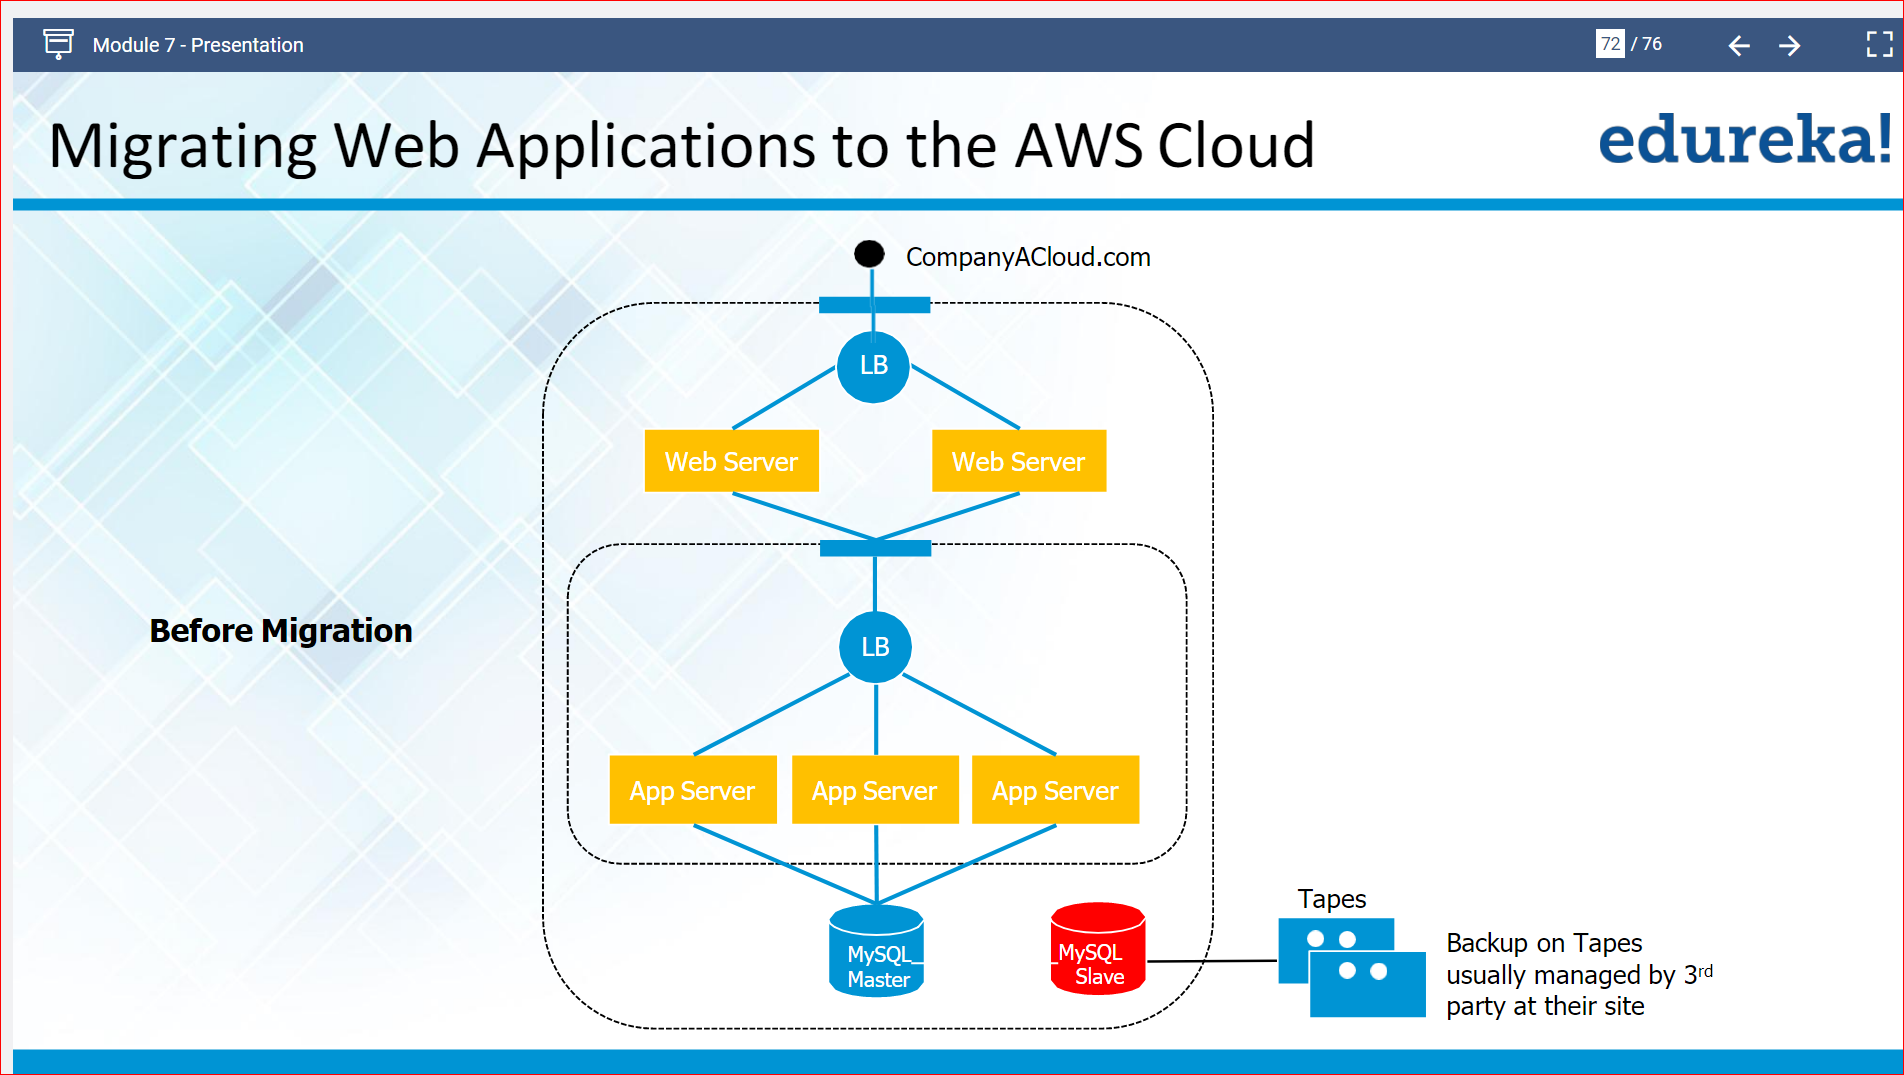 Module 7 - Presentation
72 / 76
Migrating Web Applications to the AWS Cloud
edureka!
CompanyACloud.com
LB
Web Server
Web Server
Before Migration
LB
App Server
App Server
App Server
MySQL_
Master
_MySQL
Slave
Tapes
Backup on Tapes
usually managed by 3rd
party at their site